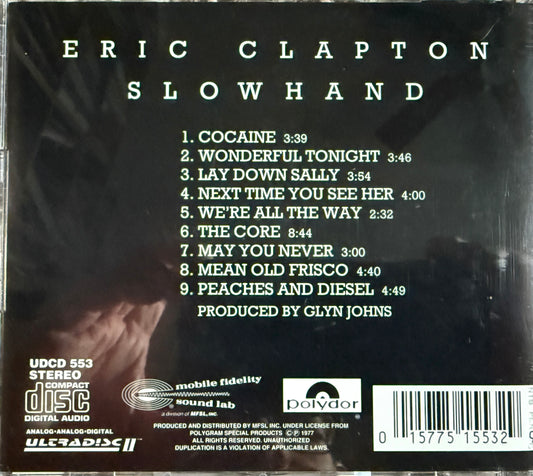 ERIC CLAPTON
SLOWHAND
1. COCAINE 3:39
2. WONDERFUL TONIGHT 3:46
3. LAY DOWN SALLY 3:54
4. NEXT TIME YOU SEE HER 4:00
5. WE'RE ALL THE WAY 2:32
6. THE CORE 8:44
7. MAY YOU NEVER 3:00
8. MEAN OLD FRISCO 4:40
9. PEACHES AND DIESEL 4:49
PRODUCED BY GLYN JOHNS
UDCD 553
STEREO
COMPACT
disc
DIGITAL AUDIO
ANALOG-ANALOG-DIGITAL
ULTRADISC II™
mobile fidelity
sound lab
a division of MFSL, INC.
polydor
PRODUCED AND DISTRIBUTED BY MFSL INC. UNDER LICENSE FROM
POLYGRAM SPECIAL PRODUCTS ℗ 1977
ALL RIGHTS RESERVED. UNAUTHORIZED
DUPLICATION IS A VIOLATION OF APPLICABLE LAWS.
0 15775 15532